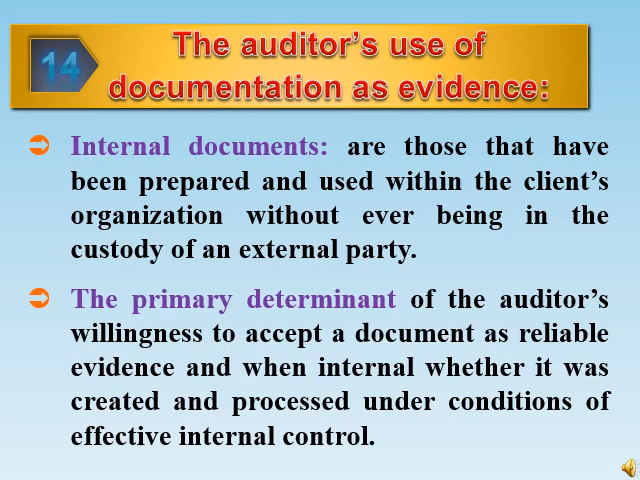 14
The auditor's use of
documentation as evidence:
Internal documents: are those that have
been prepared and used within the client's
organization without ever being in the
custody of an external party.
The primary determinant of the auditor's
willingness to accept a document as reliable
evidence and when internal whether it was
created and processed under conditions of
effective internal control.